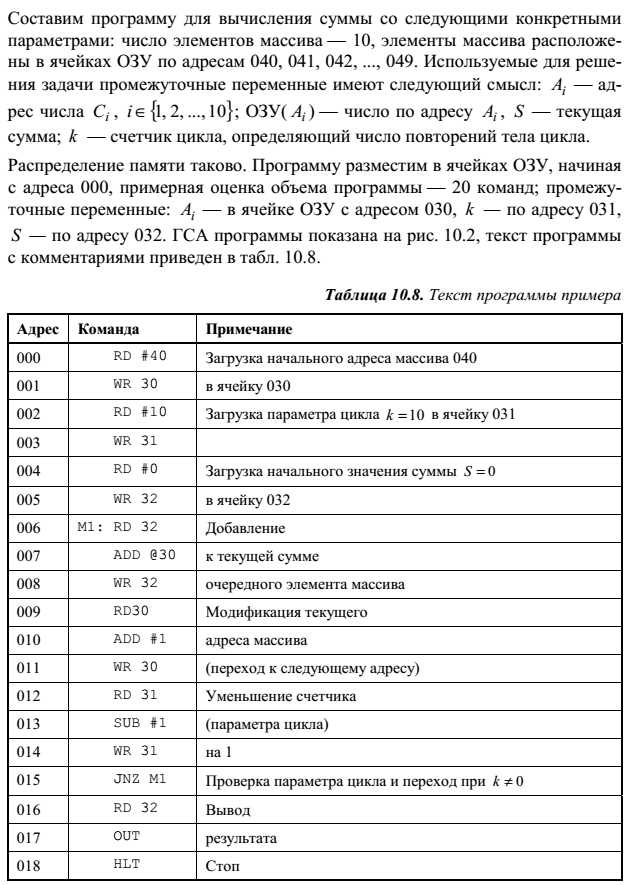 Составим программу для вычисления суммы со следующими конкретными
параметрами: число элементов массива — 10, элементы массива расположе-
ны в ячейках ОЗУ по адресам 040, 041, 042, ..., 049. Используемые для реше-
ния задачи промежуточные переменные имеют следующий смысл: Ai — ад-
рес числа Ci, i ∈ {1, 2, ..., 10}; ОЗУ(Ai) — число по адресу Ai, S — текущая
сумма; k — счетчик цикла, определяющий число повторений тела цикла.
Распределение памяти таково. Программу разместим в ячейках ОЗУ, начиная
с адреса 000, примерная оценка объема программы — 20 команд; промежу-
точные переменные: Ai — в ячейке ОЗУ с адресом 030, k — по адресу 031,
S — по адресу 032. ГСА программы показана на рис. 10.2, текст программы
с комментариями приведен в табл. 10.8.
Таблица 10.8. Текст программы примера
Адрес Команда Примечание
000 RD #40 Загрузка начального адреса массива 040
001 WR 30 в ячейку 030
002 RD #10 Загрузка параметра цикла k = 10 в ячейку 031
003 WR 31
004 RD #0 Загрузка начального значения суммы S = 0
005 WR 32 в ячейку 032
006 M1: RD 32 Добавление
007 ADD @30 к текущей сумме
008 WR 32 очередного элемента массива
009 RD30 Модификация текущего
010 ADD #1 адреса массива
011 WR 30 (переход к следующему адресу)
012 RD 31 Уменьшение счетчика
013 SUB #1 (параметра цикла)
014 WR 31 на 1
015 JNZ M1 Проверка параметра цикла и переход при k ≠ 0
016 RD 32 Вывод
017 OUT результата
018 HLT Стоп